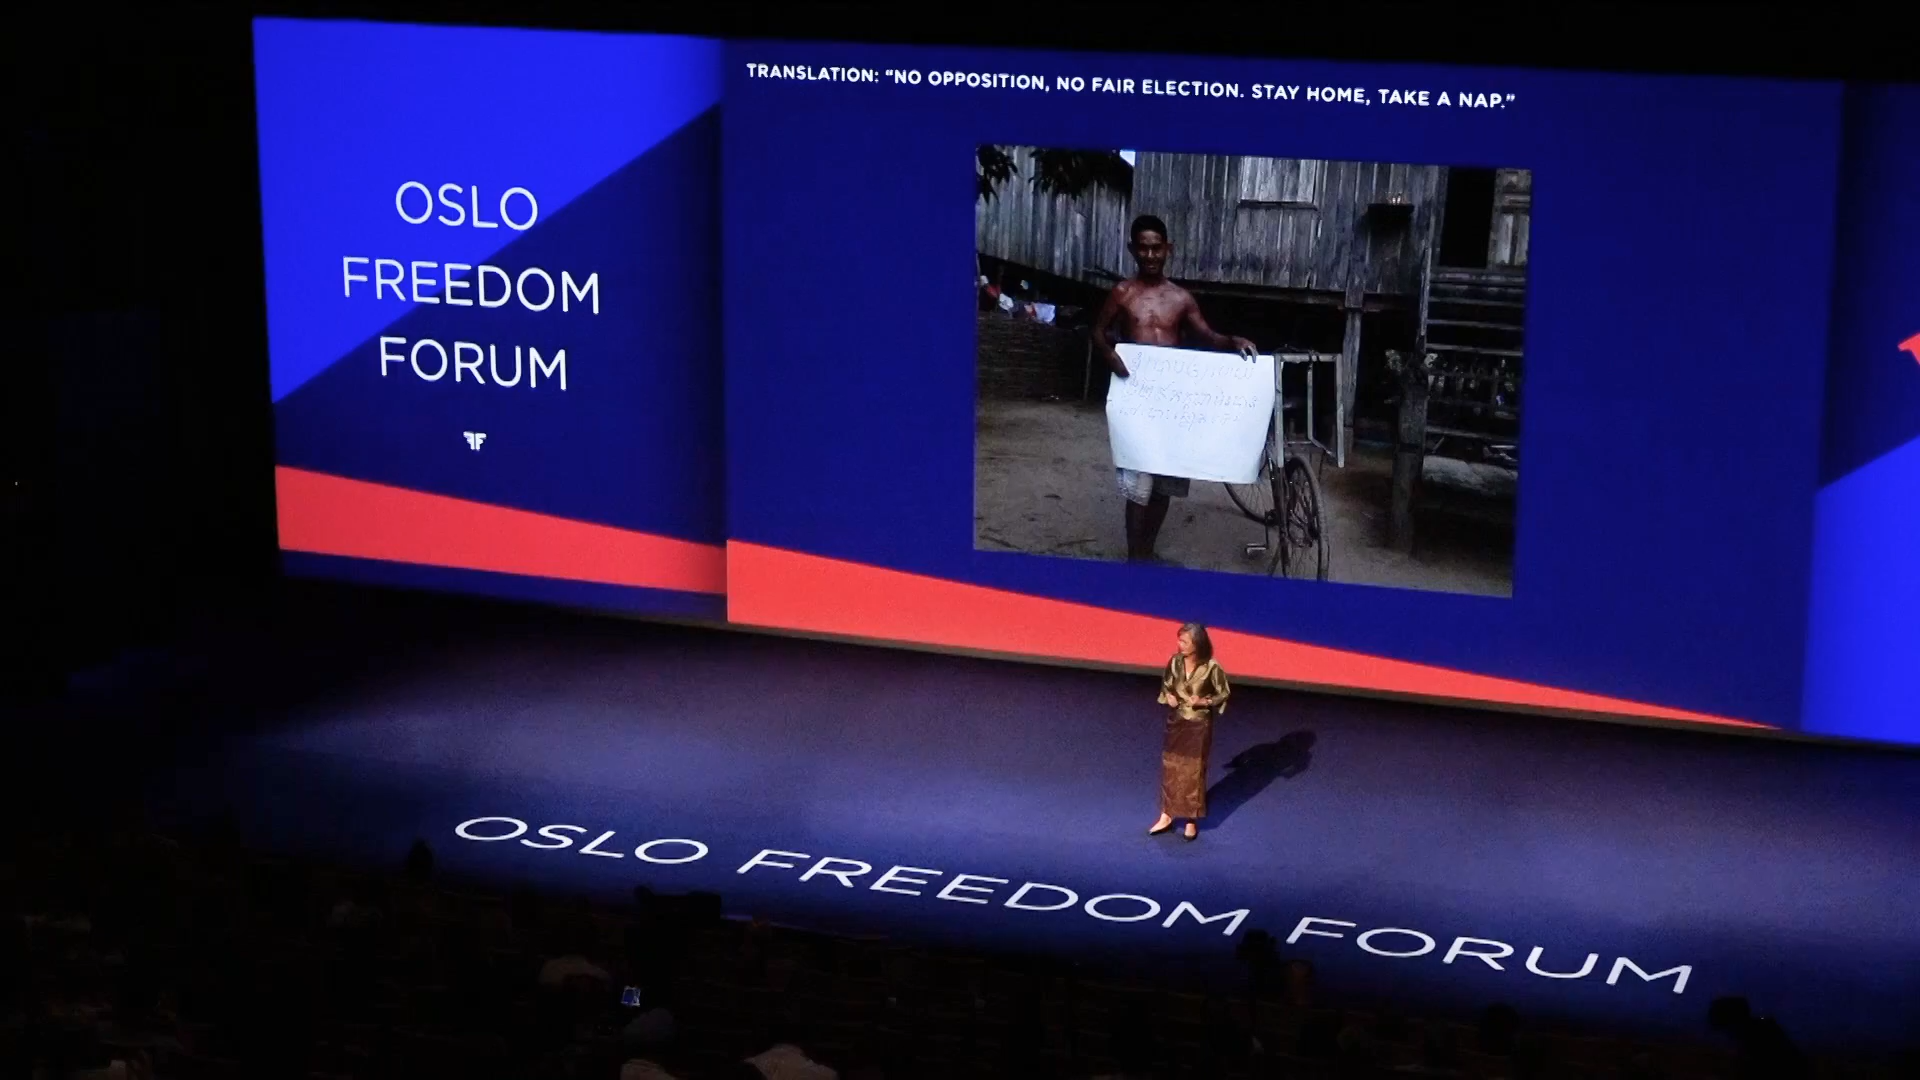 TRANSLATION: “NO OPPOSITION, NO FAIR ELECTION. STAY HOME, TAKE A NAP.”
OSLO
FREEDOM
FORUM
OSLO FREEDOM FORUM